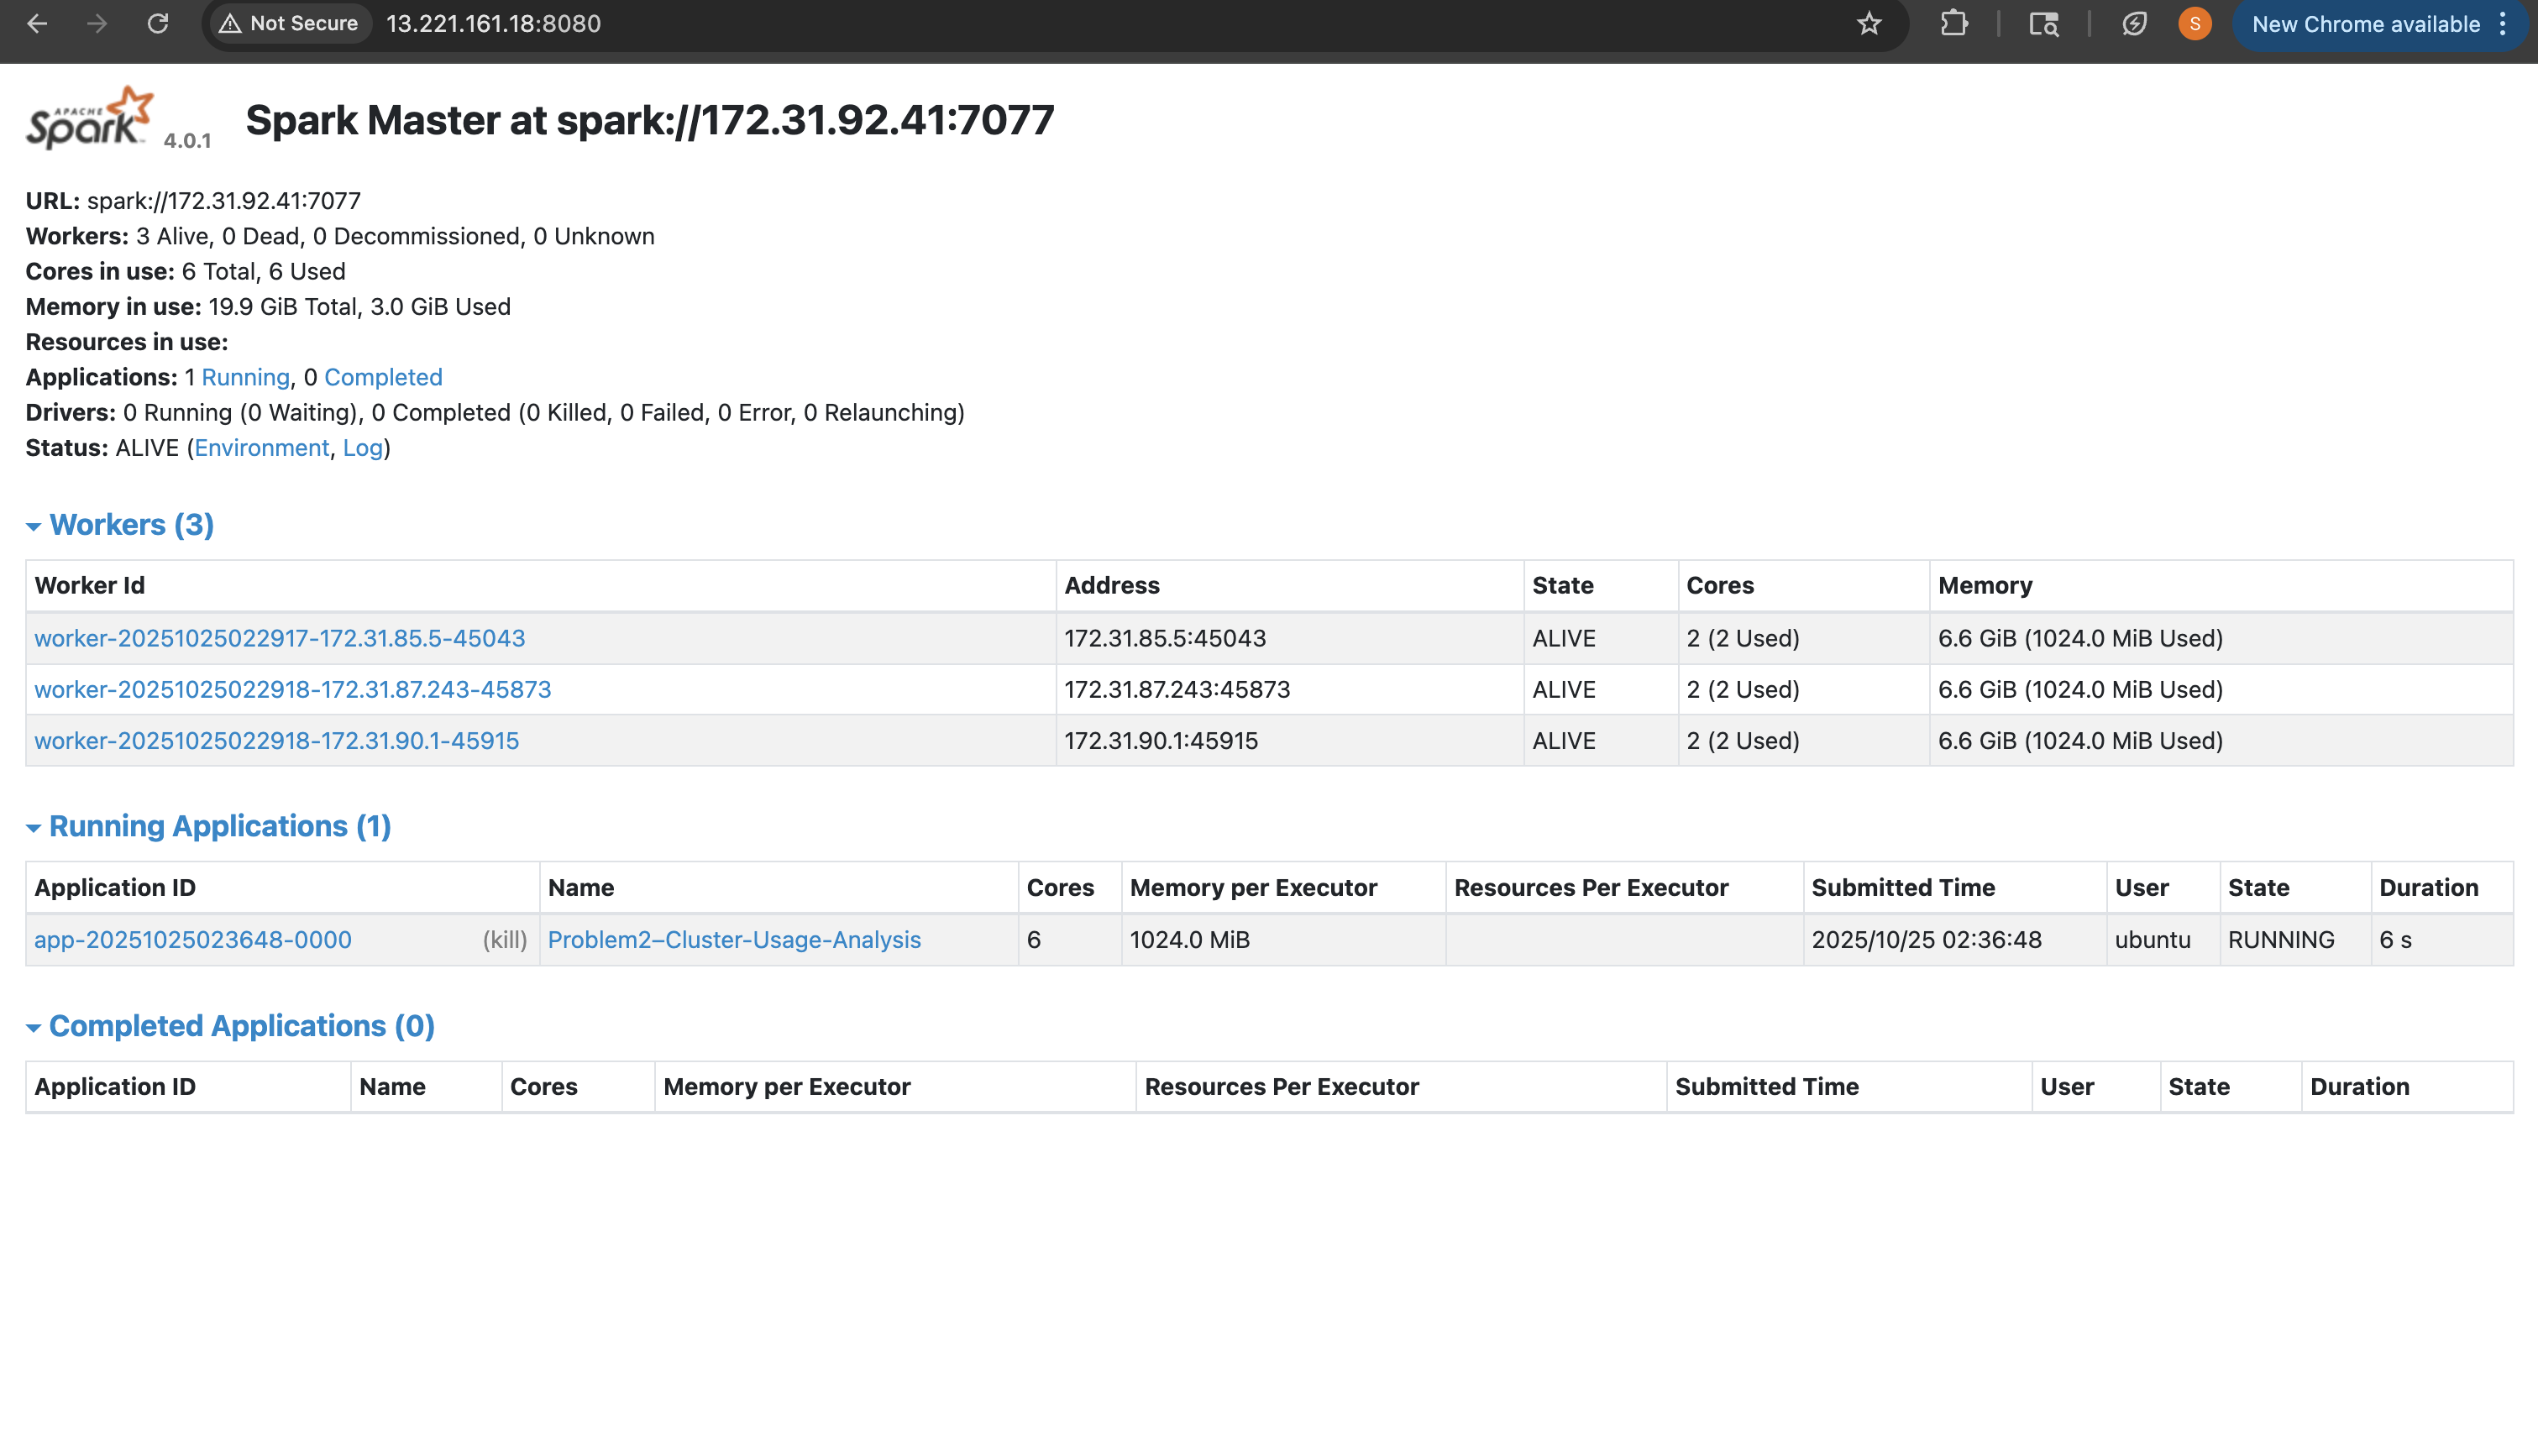 Not Secure 13.221.161.18:8080 S New Chrome available
APACHE Spark 4.0.1 Spark Master at spark://172.31.92.41:7077
URL: spark://172.31.92.41:7077
Workers: 3 Alive, 0 Dead, 0 Decommissioned, 0 Unknown
Cores in use: 6 Total, 6 Used
Memory in use: 19.9 GiB Total, 3.0 GiB Used
Resources in use:
Applications: 1 Running, 0 Completed
Drivers: 0 Running (0 Waiting), 0 Completed (0 Killed, 0 Failed, 0 Error, 0 Relaunching)
Status: ALIVE (Environment, Log)
Workers (3)
Worker Id Address State Cores Memory
worker-20251025022917-172.31.85.5-45043 172.31.85.5:45043 ALIVE 2 (2 Used) 6.6 GiB (1024.0 MiB Used)
worker-20251025022918-172.31.87.243-45873 172.31.87.243:45873 ALIVE 2 (2 Used) 6.6 GiB (1024.0 MiB Used)
worker-20251025022918-172.31.90.1-45915 172.31.90.1:45915 ALIVE 2 (2 Used) 6.6 GiB (1024.0 MiB Used)
Running Applications (1)
Application ID Name Cores Memory per Executor Resources Per Executor Submitted Time User State Duration
app-20251025023648-0000 (kill) Problem2–Cluster-Usage-Analysis 6 1024.0 MiB 2025/10/25 02:36:48 ubuntu RUNNING 6 s
Completed Applications (0)
Application ID Name Cores Memory per Executor Resources Per Executor Submitted Time User State Duration